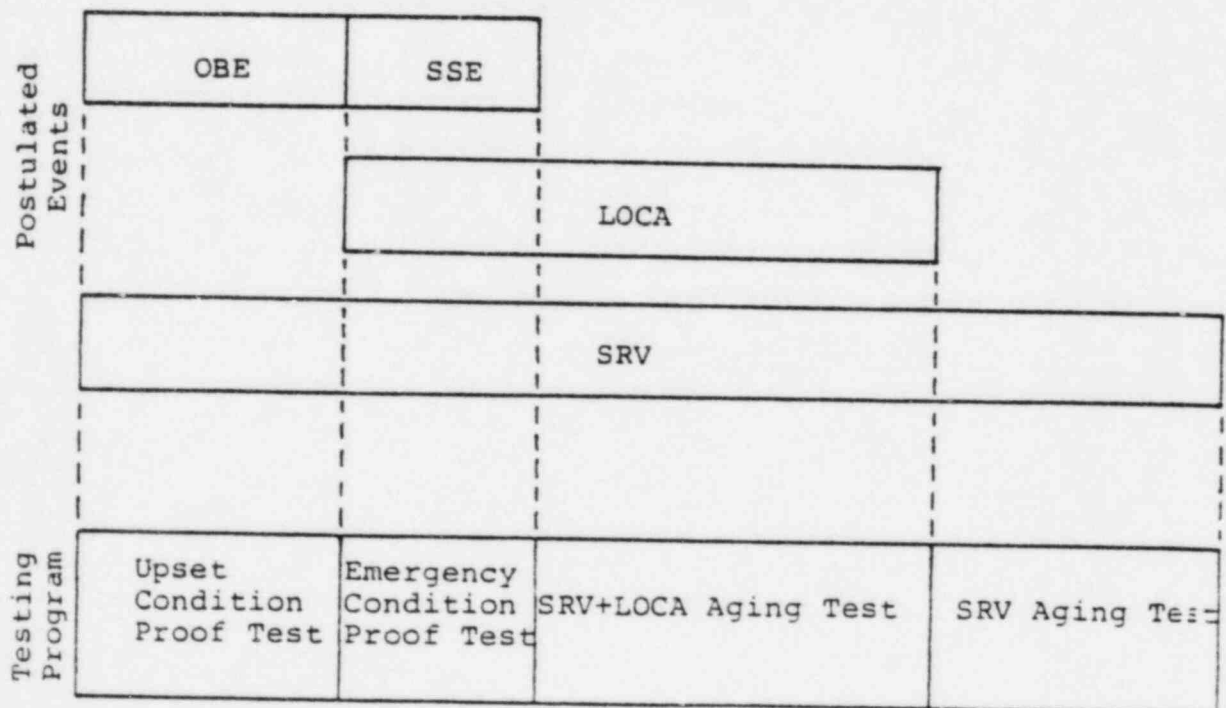 Postulated
Events
OBE
SSE
LOCA
SRV
Testing
Program
Upset
Condition
Proof Test
Emergency
Condition
Proof Test
SRV+LOCA Aging Test
SRV Aging Test